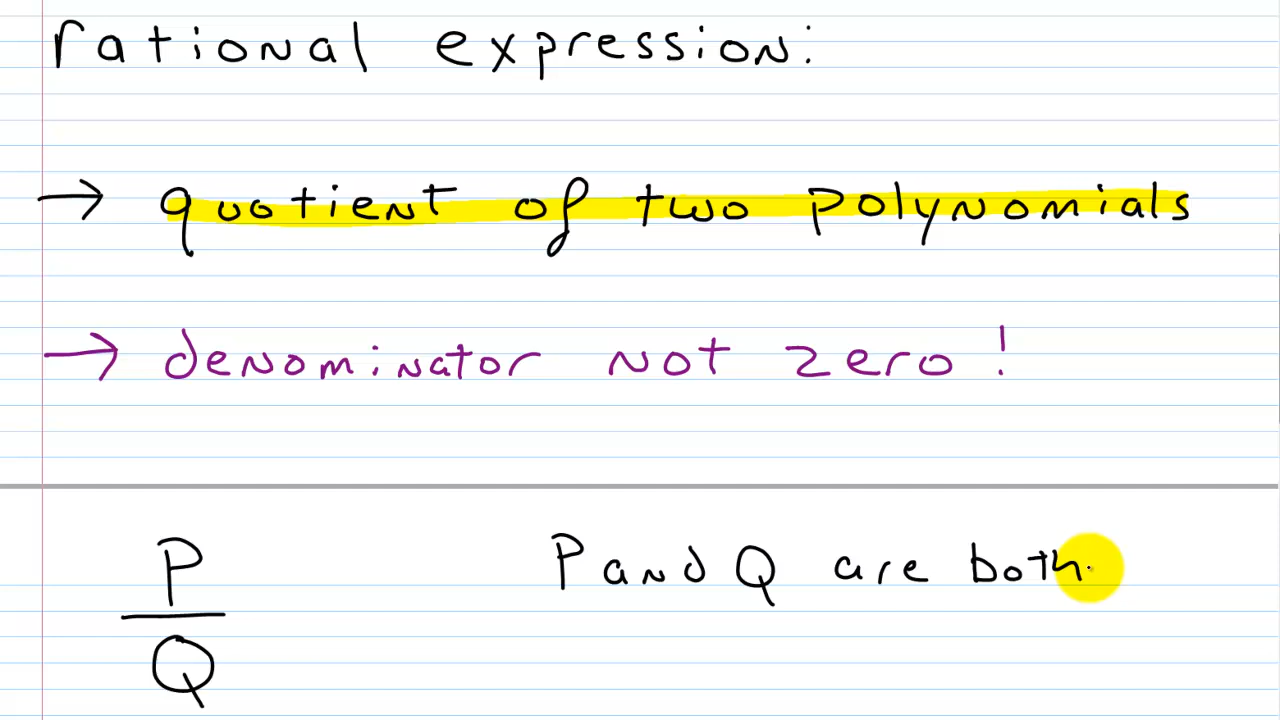 rational expression:
→ quotient of two polynomials
→ denominator not zero!
P
Q
P and Q are both